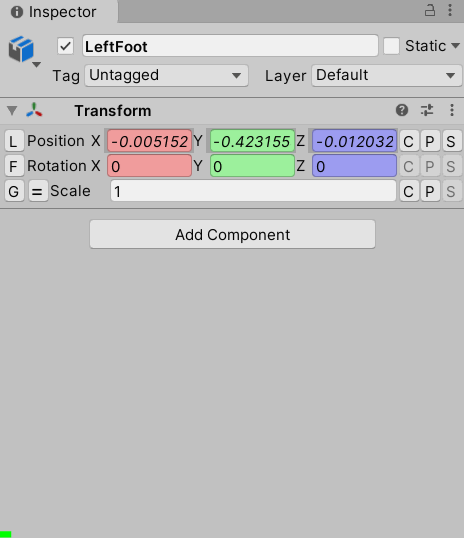 Inspector
LeftFoot Static
Tag Untagged Layer Default
Transform
L Position X -0.005152 Y -0.423155 Z -0.012032 C P S
F Rotation X 0 Y 0 Z 0 C P S
G = Scale 1 C P S
Add Component